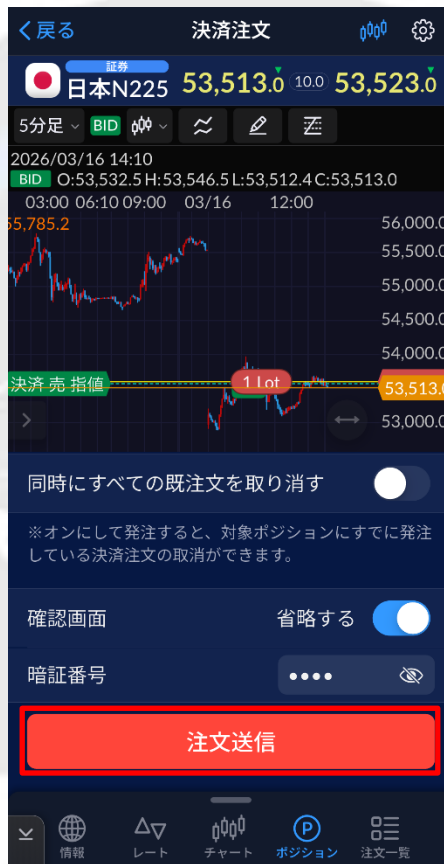 戻る 決済注文
証券
日本N225 53,513.0 10.0 53,523.0
5分足 BID
2026/03/16 14:10
BID O:53,532.5 H:53,546.5 L:53,512.4 C:53,513.0
03:00 06:10 09:00 03/16 12:00
55,785.2
56,000.0
55,500.0
55,000.0
54,500.0
54,000.0
決済 売 指値 1 Lot 53,513.0
53,000.0
同時にすべての既注文を取り消す
※オンにして発注すると、対象ポジションにすでに発注
している決済注文の取消ができます。
確認画面 省略する
暗証番号 ••••
注文送信
情報 レート チャート ポジション 注文一覧